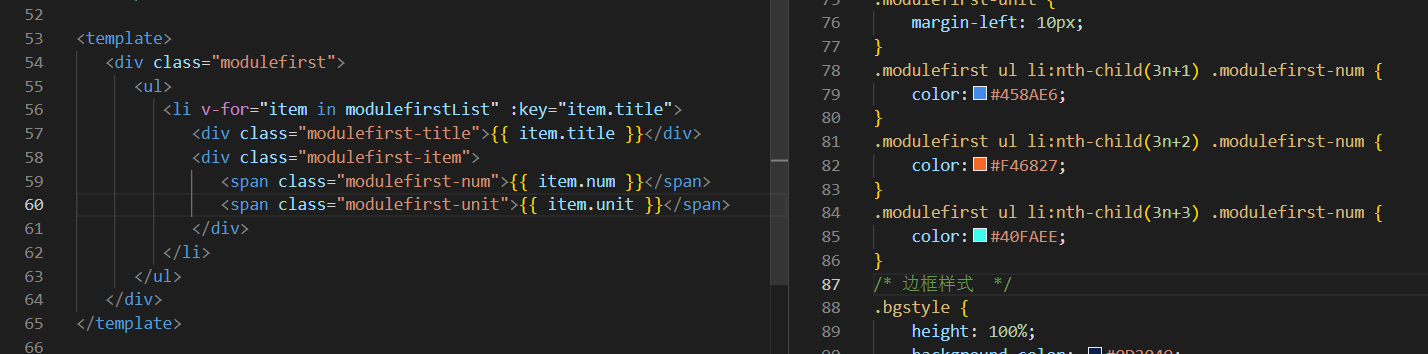 52
53 <template>
54 <div class="modulefirst">
55 <ul>
56 <li v-for="item in modulefirstList" :key="item.title">
57 <div class="modulefirst-title">{{ item.title }}</div>
58 <div class="modulefirst-item">
59 <span class="modulefirst-num">{{ item.num }}</span>
60 <span class="modulefirst-unit">{{ item.unit }}</span>
61 </div>
62 </li>
63 </ul>
64 </div>
65 </template>
66
75 .modulefirst-unit {
76 margin-left: 10px;
77 }
78 .modulefirst ul li:nth-child(3n+1) .modulefirst-num {
79 color: #458AE6;
80 }
81 .modulefirst ul li:nth-child(3n+2) .modulefirst-num {
82 color: #F46827;
83 }
84 .modulefirst ul li:nth-child(3n+3) .modulefirst-num {
85 color: #40FAEE;
86 }
87 /* 边框样式 */
88 .bgstyle {
89 height: 100%;
90 background-color: